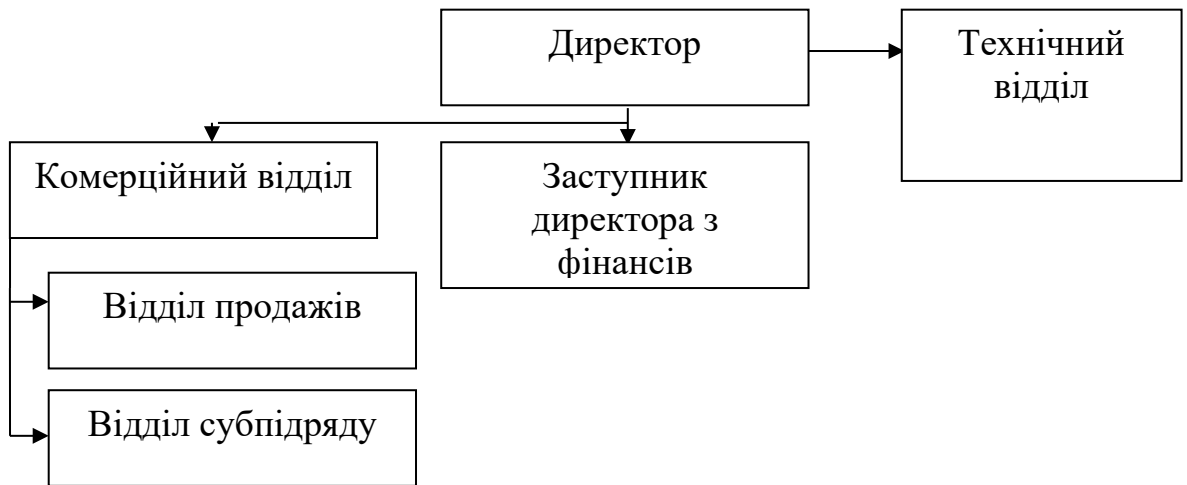 Директор
Технічний
відділ
Комерційний відділ
Заступник
директора з
фінансів
Відділ продажів
Відділ субпідряду